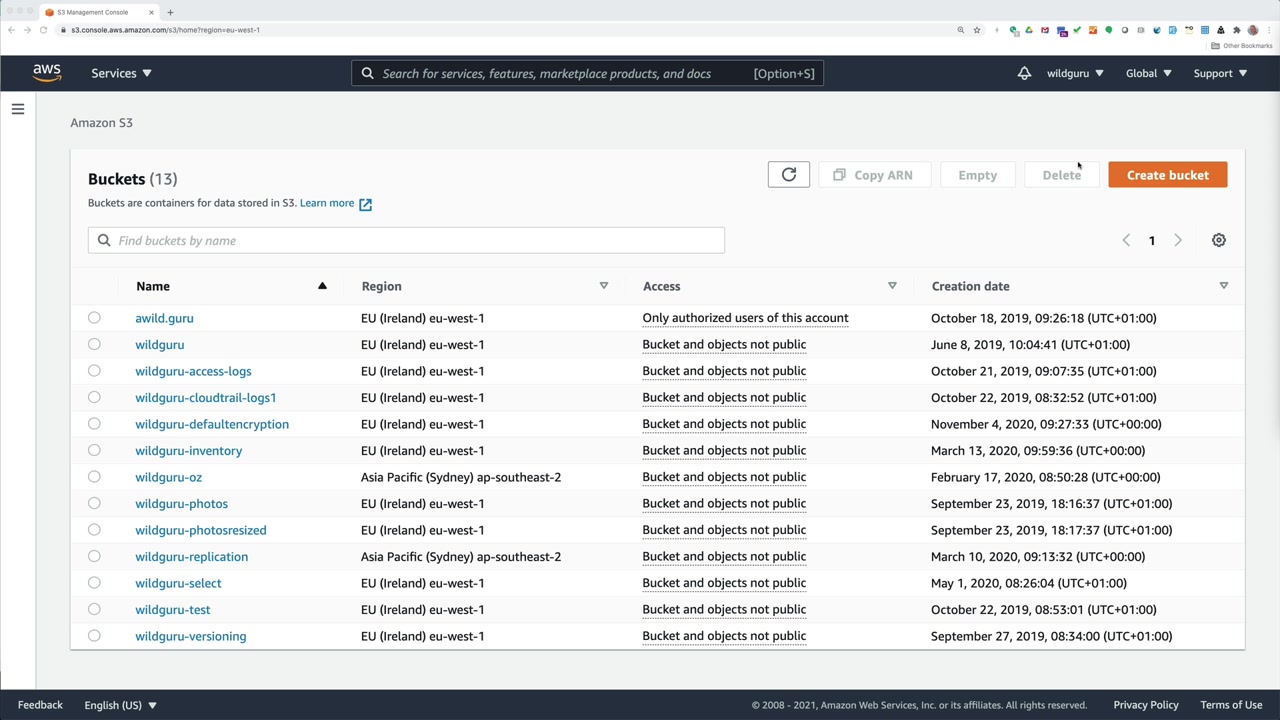 S3 Management Console
s3.console.aws.amazon.com/s3/home?region=eu-west-1
Other Bookmarks
aws
Services
Search for services, features, marketplace products, and docs [Option+S]
wildguru
Global
Support
Amazon S3
Buckets (13)
Copy ARN
Empty
Delete
Create bucket
Buckets are containers for data stored in S3. Learn more
Find buckets by name
1
Name Region Access Creation date
awild.guru EU (Ireland) eu-west-1 Only authorized users of this account October 18, 2019, 09:26:18 (UTC+01:00)
wildguru EU (Ireland) eu-west-1 Bucket and objects not public June 8, 2019, 10:04:41 (UTC+01:00)
wildguru-access-logs EU (Ireland) eu-west-1 Bucket and objects not public October 21, 2019, 09:07:35 (UTC+01:00)
wildguru-cloudtrail-logs1 EU (Ireland) eu-west-1 Bucket and objects not public October 22, 2019, 08:32:52 (UTC+01:00)
wildguru-defaultencryption EU (Ireland) eu-west-1 Bucket and objects not public November 4, 2020, 09:27:33 (UTC+00:00)
wildguru-inventory EU (Ireland) eu-west-1 Bucket and objects not public March 13, 2020, 09:59:36 (UTC+00:00)
wildguru-oz Asia Pacific (Sydney) ap-southeast-2 Bucket and objects not public February 17, 2020, 08:50:28 (UTC+00:00)
wildguru-photos EU (Ireland) eu-west-1 Bucket and objects not public September 23, 2019, 18:16:37 (UTC+01:00)
wildguru-photosresized EU (Ireland) eu-west-1 Bucket and objects not public September 23, 2019, 18:17:37 (UTC+01:00)
wildguru-replication Asia Pacific (Sydney) ap-southeast-2 Bucket and objects not public March 10, 2020, 09:13:32 (UTC+00:00)
wildguru-select EU (Ireland) eu-west-1 Bucket and objects not public May 1, 2020, 08:26:04 (UTC+01:00)
wildguru-test EU (Ireland) eu-west-1 Bucket and objects not public October 22, 2019, 08:53:01 (UTC+01:00)
wildguru-versioning EU (Ireland) eu-west-1 Bucket and objects not public September 27, 2019, 08:34:00 (UTC+01:00)
Feedback English (US) © 2008 - 2021, Amazon Web Services, Inc. or its affiliates. All rights reserved. Privacy Policy Terms of Use